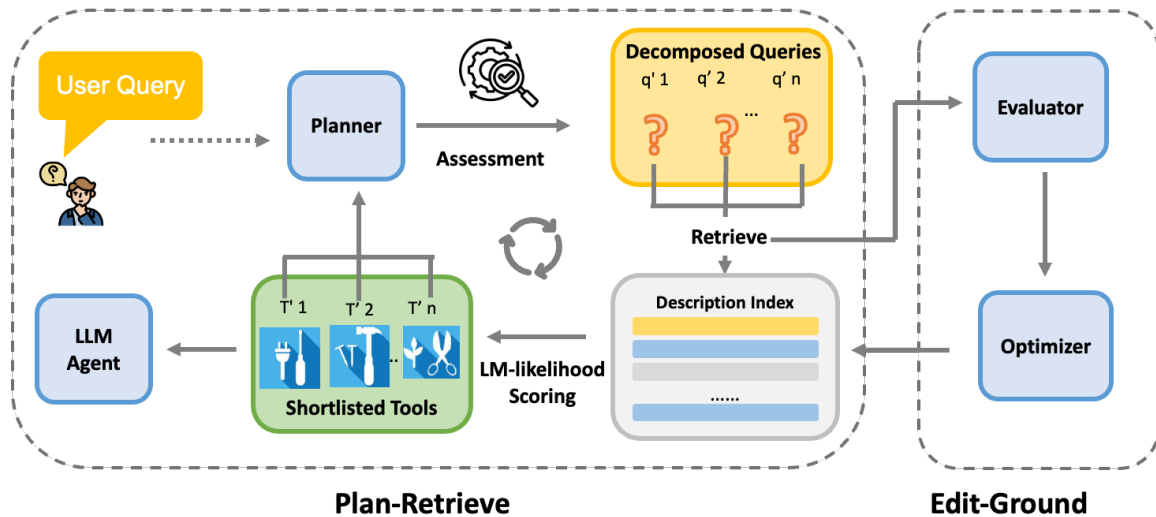 User Query
Planner
Assessment
Decomposed Queries
q' 1
q' 2
q' n
...
Evaluator
Retrieve
Description Index
......
LM-likelihood
Scoring
T' 1
T' 2
T' n
..
Shortlisted Tools
LLM
Agent
Optimizer
Plan-Retrieve
Edit-Ground